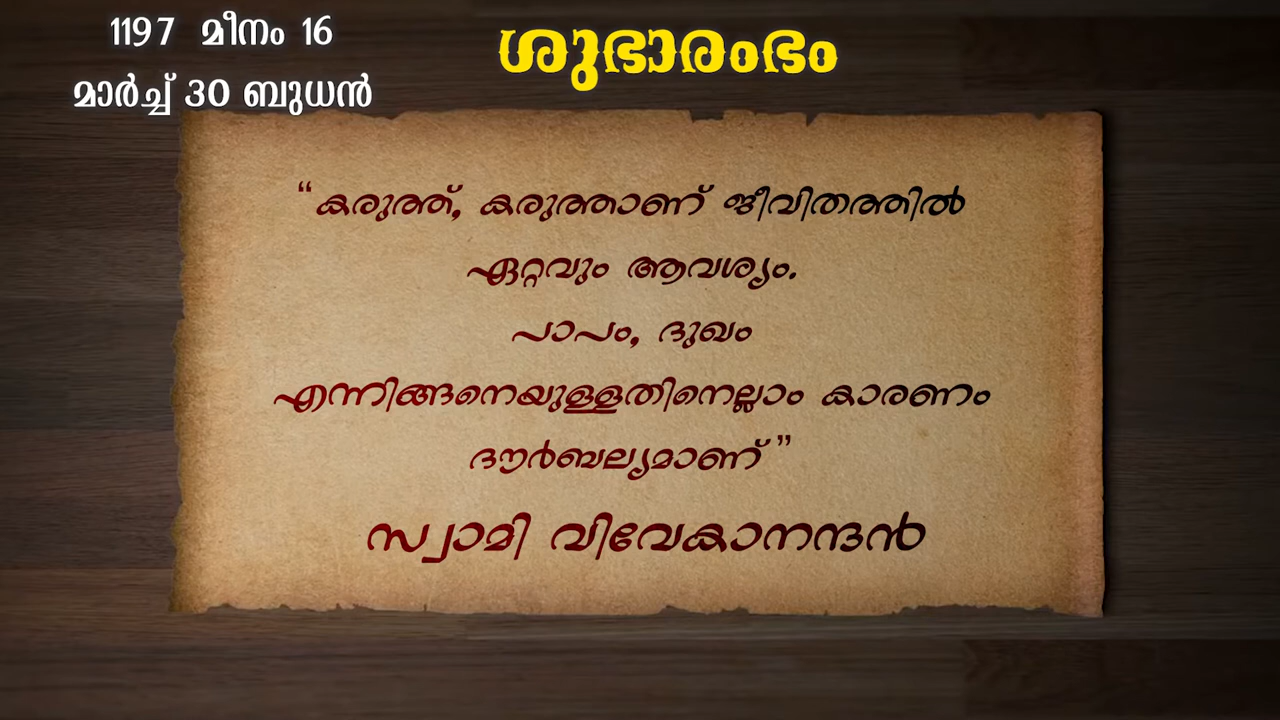 1197 മീനം 16
മാർച്ച് 30 ബുധൻ
ശുഭാരംഭം
“കരുത്ത്, കരുത്താണ് ജീവിതത്തിൽ
ഏറ്റവും ആവശ്യം.
പാപം, ദുഖം
എന്നിങ്ങനെയുള്ളതിനെല്ലാം കാരണം
ദൗർബല്യമാണ്”
സ്വാമി വിവേകാനന്ദൻ